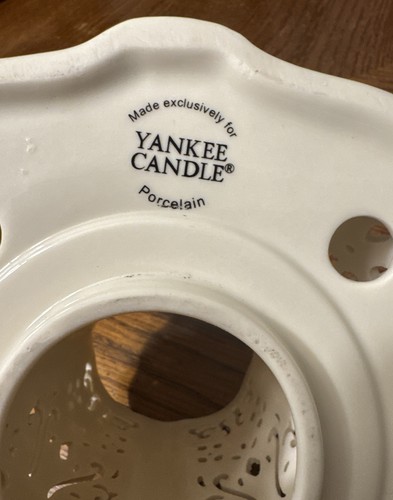 Made exclusively for
YANKEE
CANDLE®
Porcelain